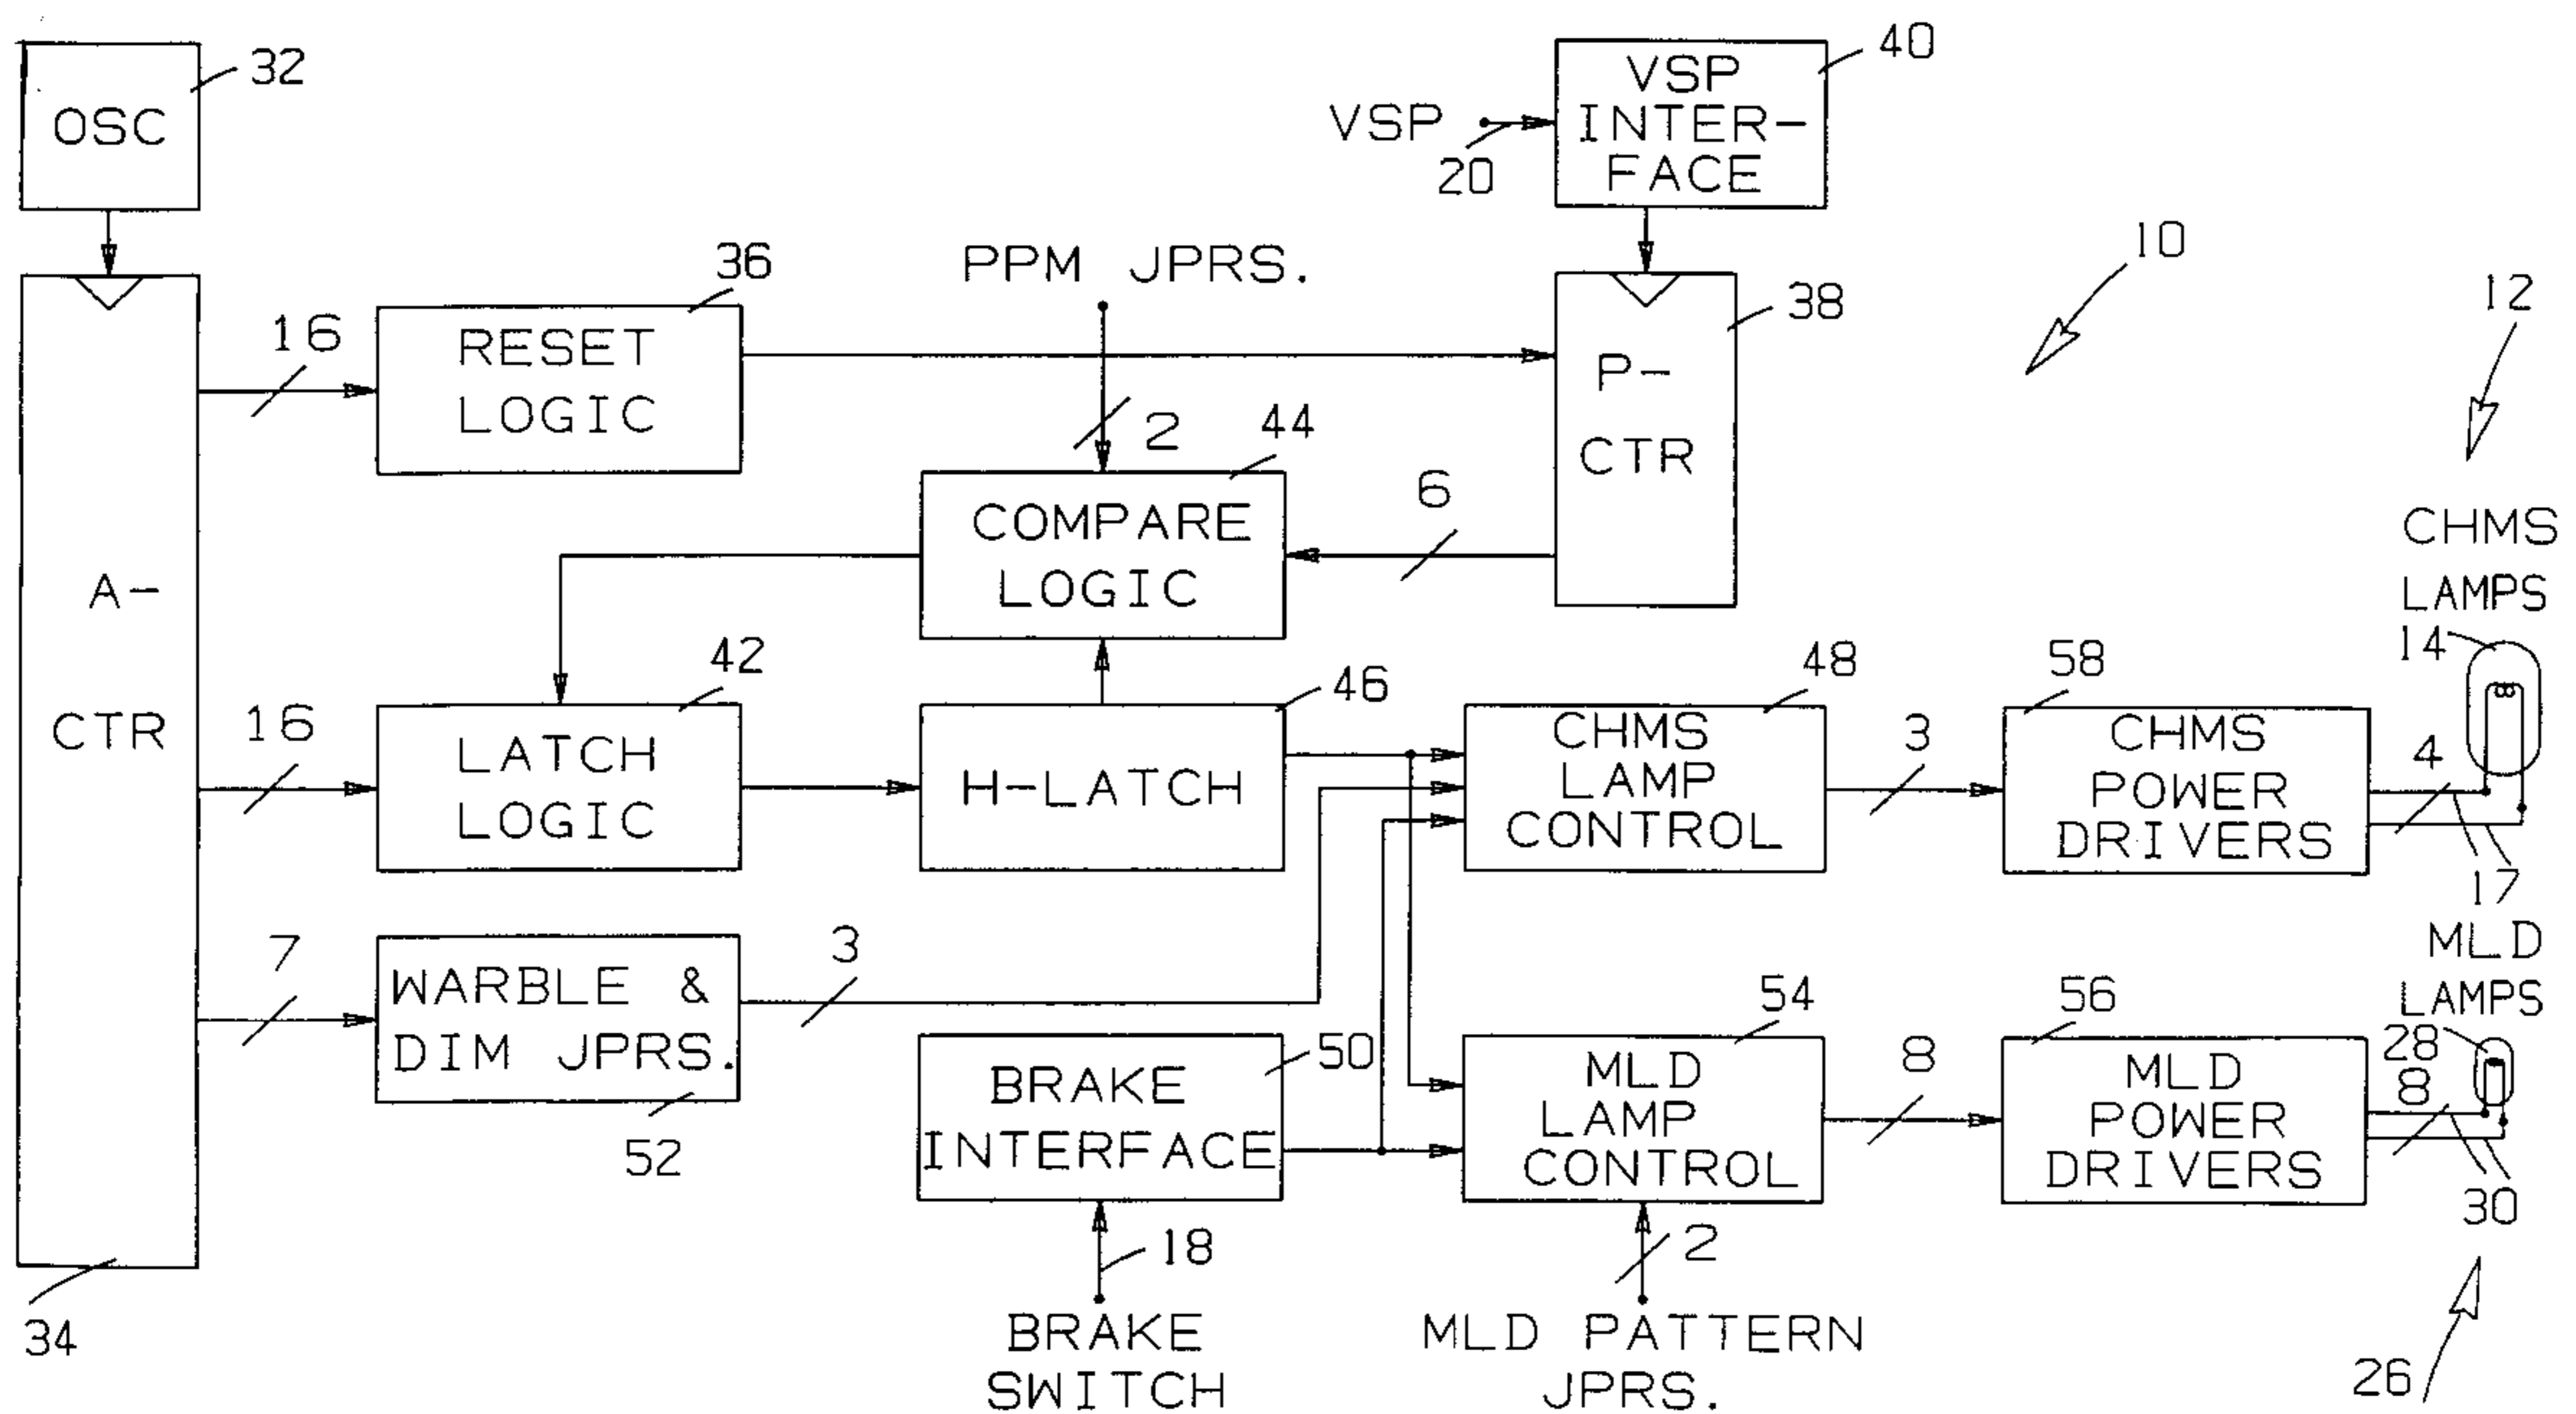 32
OSC
40
VSP
INTER-
FACE
VSP
20
10
12
36
RESET
LOGIC
16
PPM JPRS.
2
44
COMPARE
LOGIC
38
P-
CTR
6
A-
CTR
34
CHMS
LAMPS
14
42
LATCH
LOGIC
16
46
H-LATCH
48
CHMS
LAMP
CONTROL
3
58
CHMS
POWER
DRIVERS
4
17
7
WARBLE &
DIM JPRS.
52
3
50
BRAKE
INTERFACE
18
BRAKE
SWITCH
54
MLD
LAMP
CONTROL
2
MLD PATTERN
JPRS.
8
56
MLD
POWER
DRIVERS
MLD
LAMPS
28
8
30
26